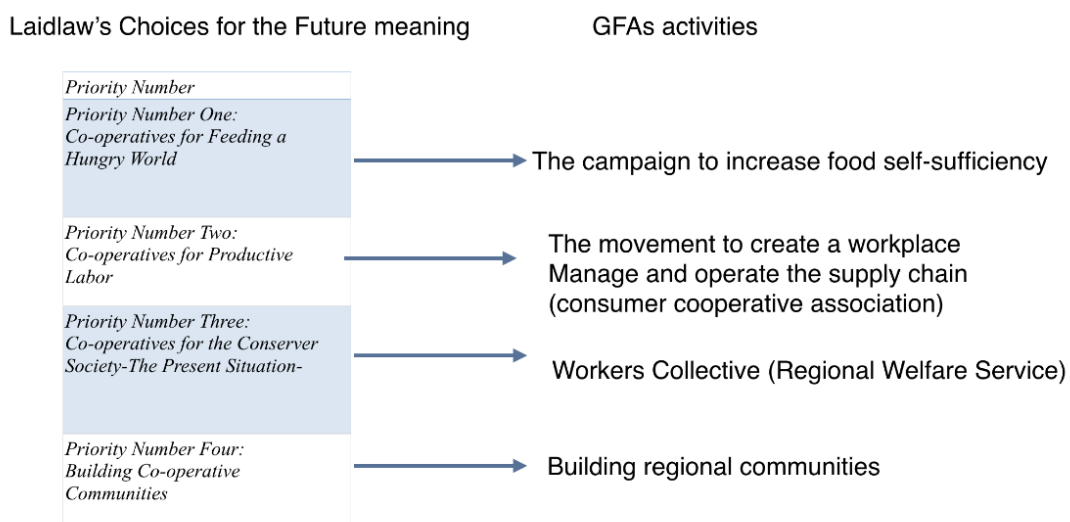 Laidlaw's Choices for the Future meaning
GFAs activities
Priority Number
Priority Number One:
Co-operatives for Feeding a
Hungry World
The campaign to increase food self-sufficiency
Priority Number Two:
Co-operatives for Productive
Labor
The movement to create a workplace
Manage and operate the supply chain
(consumer cooperative association)
Priority Number Three:
Co-operatives for the Conserver
Society-The Present Situation-
Workers Collective (Regional Welfare Service)
Priority Number Four:
Building Co-operative
Communities
Building regional communities